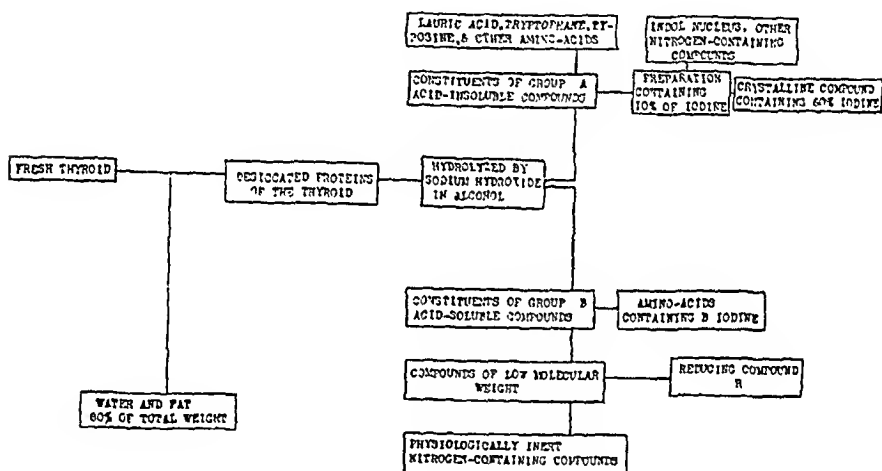 LAURIC ACID, TRYPTOPHANE, TY-
ROSINE, & OTHER AMINO-ACIDS
INDOL NUCLEUS, OTHER
NITROGEN-CONTAINING
COMPOUNDS
CONSTITUENTS OF GROUP A
ACID-INSOLUBLE COMPOUNDS
PREPARATION
CONTAINING
10% OF IODINE
CRYSTALLINE COMPOUND
CONTAINING 60% IODINE
FRESH THYROID
DESICCATED PROTEINS
OF THE THYROID
HYDROLYZED BY
SODIUM HYDROXIDE
IN ALCOHOL
CONSTITUENTS OF GROUP B
ACID-SOLUBLE COMPOUNDS
AMINO-ACIDS
CONTAINING B IODINE
COMPOUNDS OF LOW MOLECULAR
WEIGHT
REDUCING COMPOUND
R
WATER AND FAT
80% OF TOTAL WEIGHT
PHYSIOLOGICALLY INERT
NITROGEN-CONTAINING COMPOUNDS